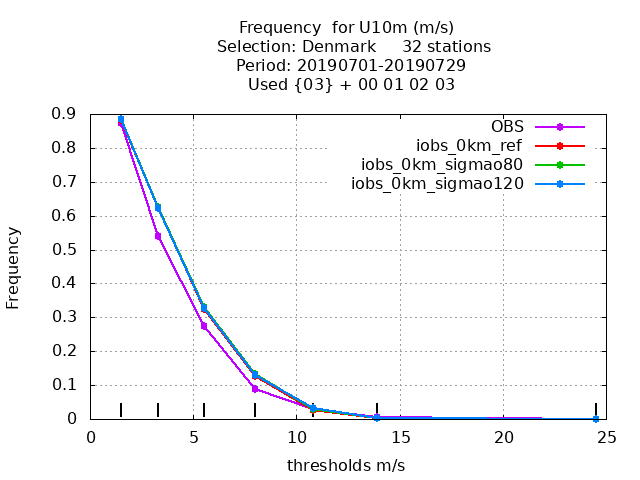 Frequency  for U10m (m/s)
Selection: Denmark     32 stations
Period: 20190701-20190729
Used {03} + 00 01 02 03
OBS
iobs_0km_ref
iobs_0km_sigmao80
iobs_0km_sigmao120
Frequency
0.9
0.8
0.7
0.6
0.5
0.4
0.3
0.2
0.1
0
0 5 10 15 20 25
thresholds m/s